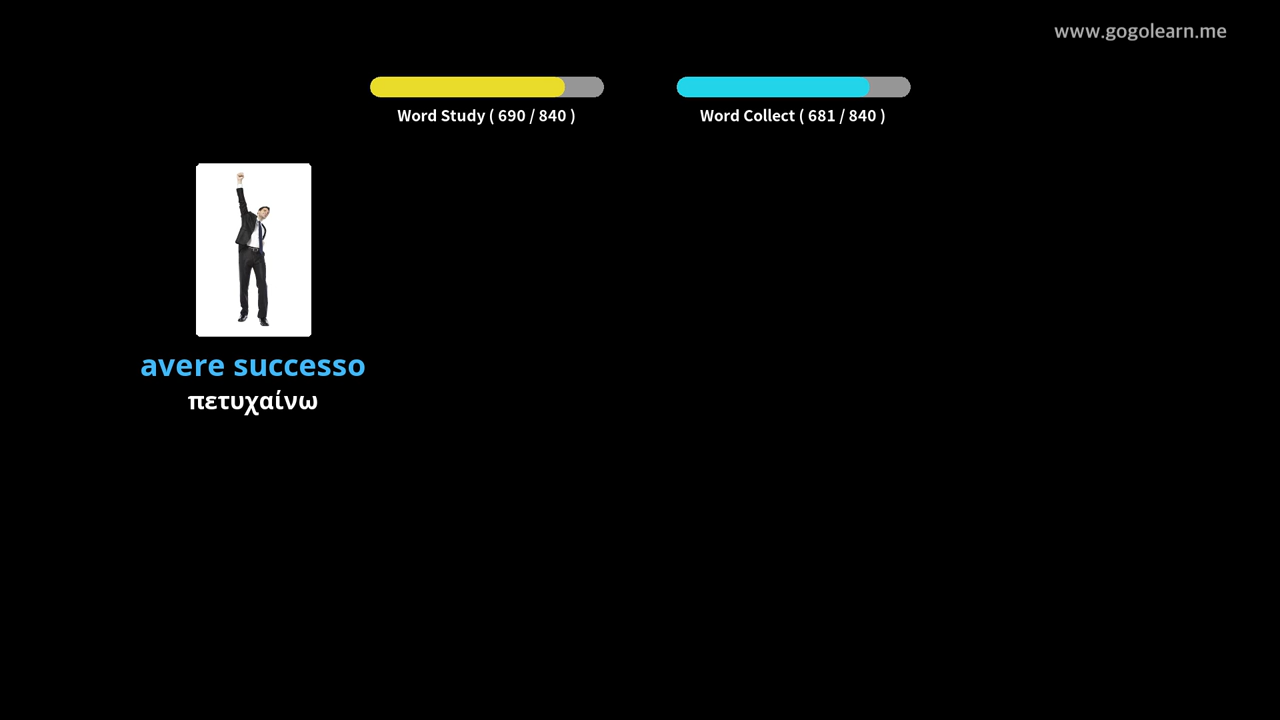 www.gogolearn.me
Word Study ( 690 / 840 )
Word Collect ( 681 / 840 )
avere successo
πετυχαίνω